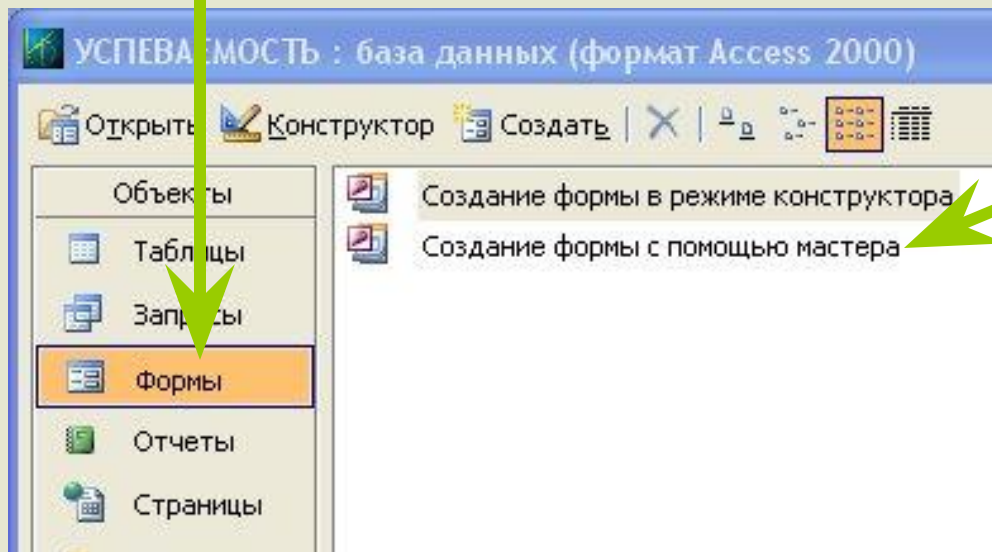 УСПЕВАЕМОСТЬ : база данных (формат Access 2000)
Открыть Конструктор Создать
Объекты
Таблицы
Запросы
Формы
Отчеты
Страницы
Создание формы в режиме конструктора
Создание формы с помощью мастера